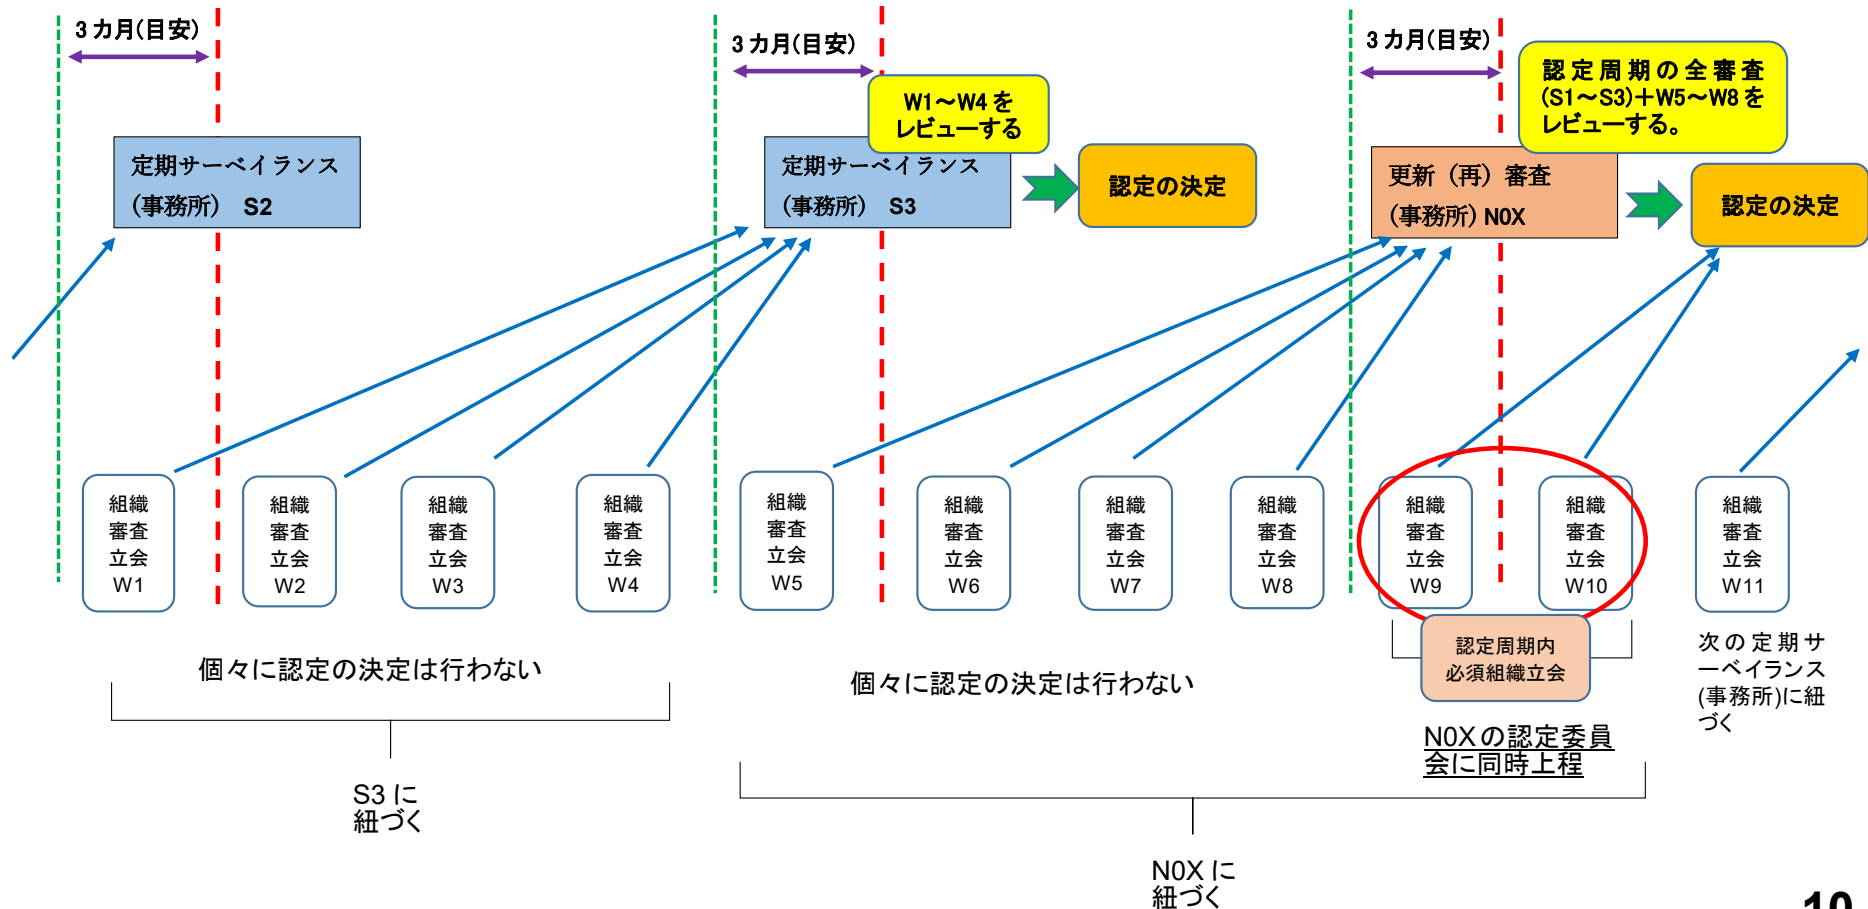 3カ月(目安)
3カ月(目安)
3カ月(目安)
W1～W4を
レビューする
認定周期の全審査
(S1～S3)＋W5～W8を
レビューする。
定期サーベイランス
(事務所) S2
定期サーベイランス
(事務所) S3
認定の決定
更新（再）審査
(事務所) N0X
認定の決定
組織
審査
立会
W1
組織
審査
立会
W2
組織
審査
立会
W3
組織
審査
立会
W4
組織
審査
立会
W5
組織
審査
立会
W6
組織
審査
立会
W7
組織
審査
立会
W8
組織
審査
立会
W9
組織
審査
立会
W10
組織
審査
立会
W11
個々に認定の決定は行わない
個々に認定の決定は行わない
認定周期内
必須組織立会
次の定期サ
ーベイランス
(事務所)に紐
づく
N0Xの認定委員
会に同時上程
S3に
紐づく
N0Xに
紐づく
10